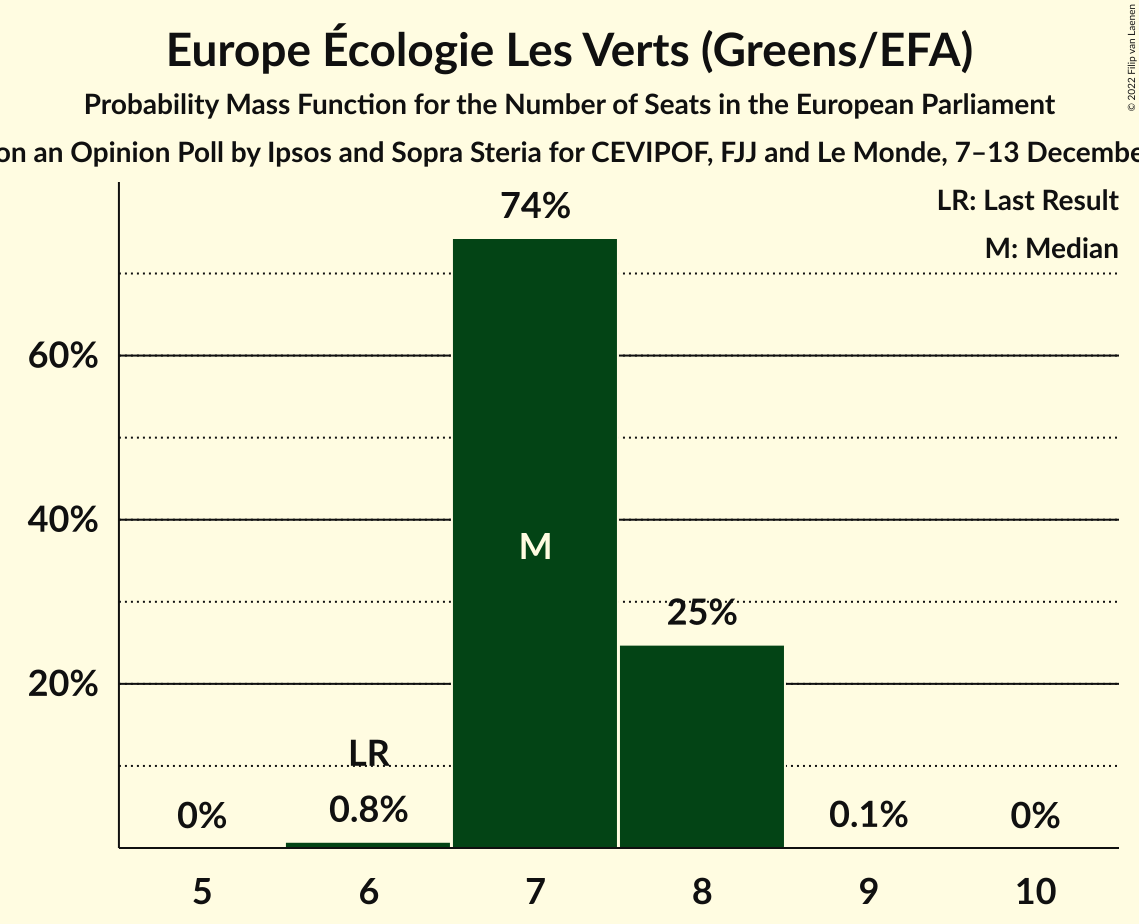 Europe Écologie Les Verts (Greens/EFA)
Probability Mass Function for the Number of Seats in the European Parliament
on an Opinion Poll by Ipsos and Sopra Steria for CEVIPOF, FJJ and Le Monde, 7–13
© 2022 Filip van Laenen
LR: Last Result
M: Median
74%
60%
40%
M
25%
20%
LR
0% 0.8% 0.1% 0%
5 6 7 8 9 10